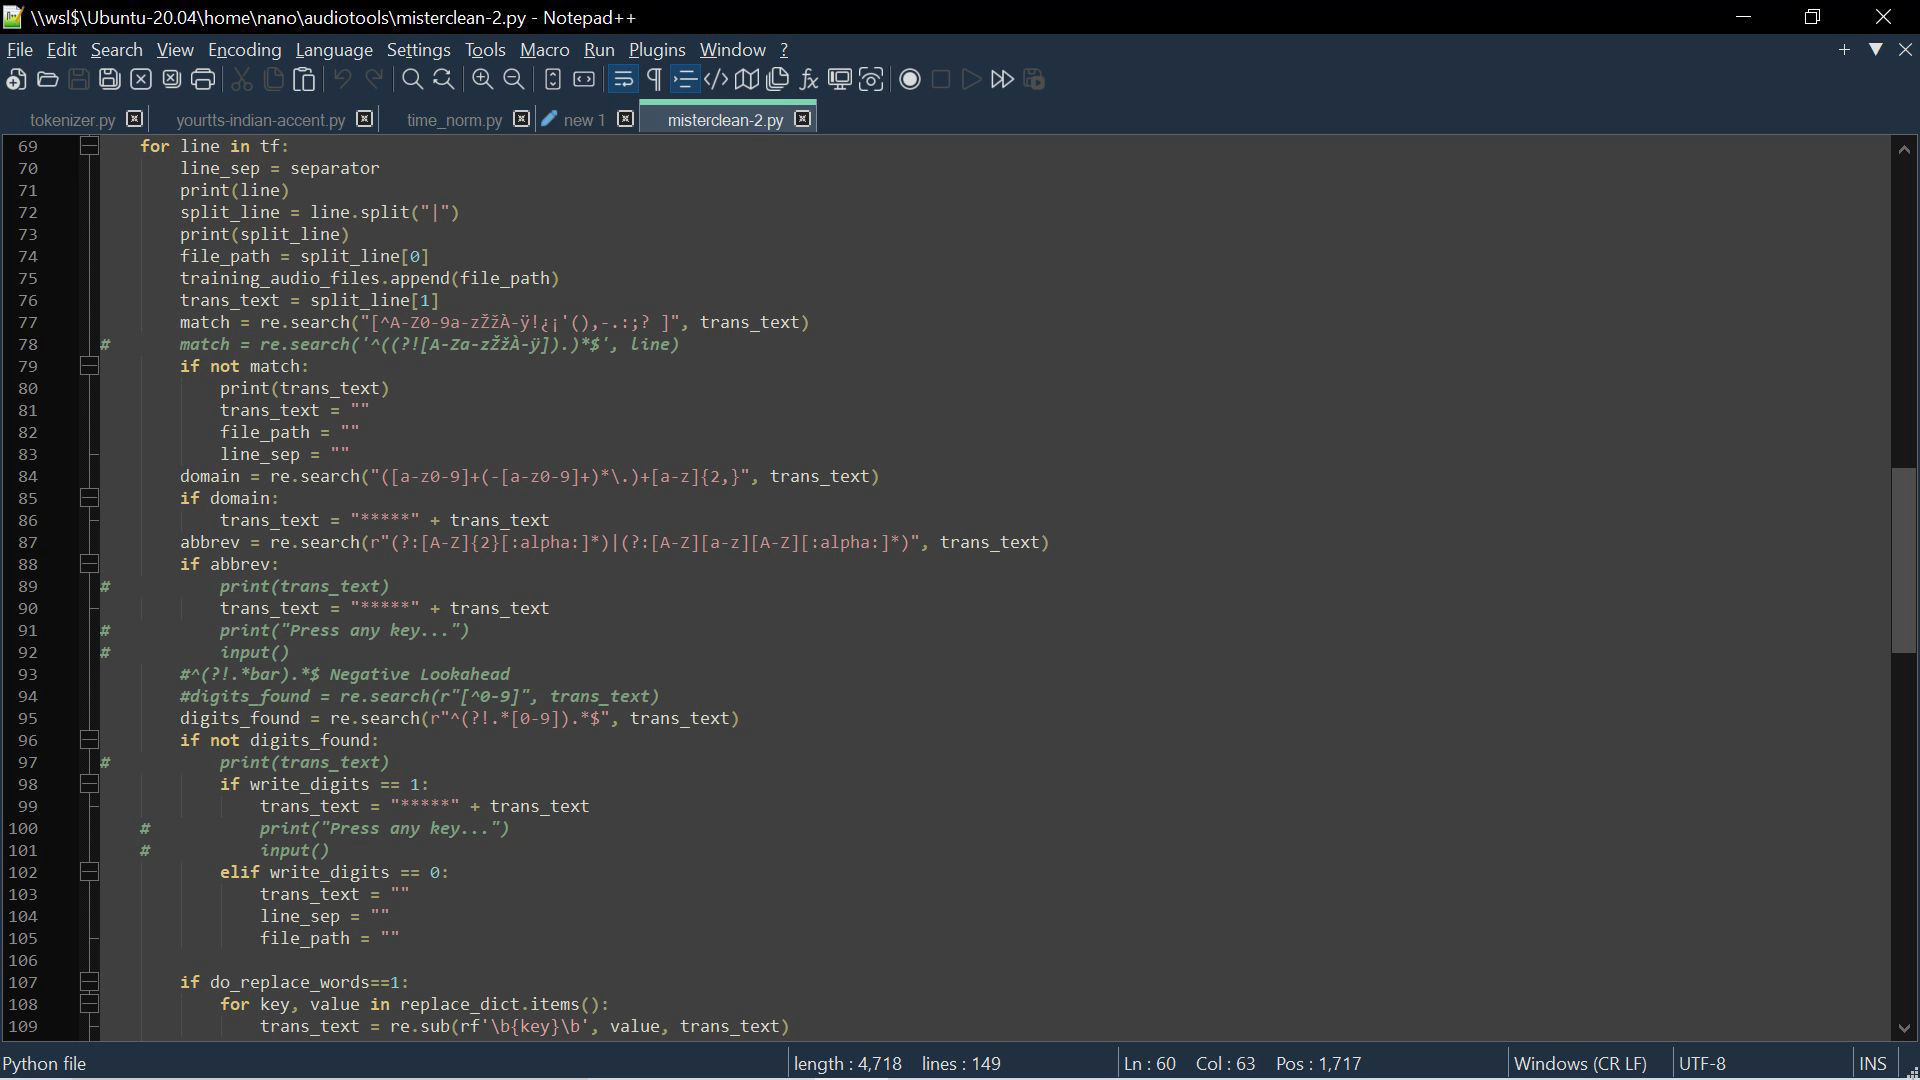 \\wsl$\Ubuntu-20.04\home\nano\audiotools\misterclean-2.py - Notepad++
File Edit Search View Encoding Language Settings Tools Macro Run Plugins Window ?
tokenizer.py yourtts-indian-accent.py time_norm.py new 1 misterclean-2.py
69 for line in tf:
70 line_sep = separator
71 print(line)
72 split_line = line.split("|")
73 print(split_line)
74 file_path = split_line[0]
75 training_audio_files.append(file_path)
76 trans_text = split_line[1]
77 match = re.search("[^A-Z0-9a-zŽžÀ-ÿ!¿¡'(),-.:;? ]", trans_text)
78 # match = re.search('^((?![A-Za-zŽžÀ-ÿ]).)*$', line)
79 if not match:
80 print(trans_text)
81 trans_text = ""
82 file_path = ""
83 line_sep = ""
84 domain = re.search("([a-z0-9]+(-[a-z0-9]+)*\.)+[a-z]{2,}", trans_text)
85 if domain:
86 trans_text = "*****" + trans_text
87 abbrev = re.search(r"(?:[A-Z]{2}[:alpha:]*)|(?:[A-Z][a-z][A-Z][:alpha:]*)", trans_text)
88 if abbrev:
89 # print(trans_text)
90 trans_text = "*****" + trans_text
91 # print("Press any key...")
92 # input()
93 #^(?!.*bar).*$ Negative Lookahead
94 #digits_found = re.search(r"[^0-9]", trans_text)
95 digits_found = re.search(r"^(?!.*[0-9]).*$", trans_text)
96 if not digits_found:
97 # print(trans_text)
98 if write_digits == 1:
99 trans_text = "*****" + trans_text
100 # print("Press any key...")
101 # input()
102 elif write_digits == 0:
103 trans_text = ""
104 line_sep = ""
105 file_path = ""
106
107 if do_replace_words==1:
108 for key, value in replace_dict.items():
109 trans_text = re.sub(rf'\b{key}\b', value, trans_text)
Python file length : 4,718 lines : 149 Ln : 60 Col : 63 Pos : 1,717 Windows (CR LF) UTF-8 INS